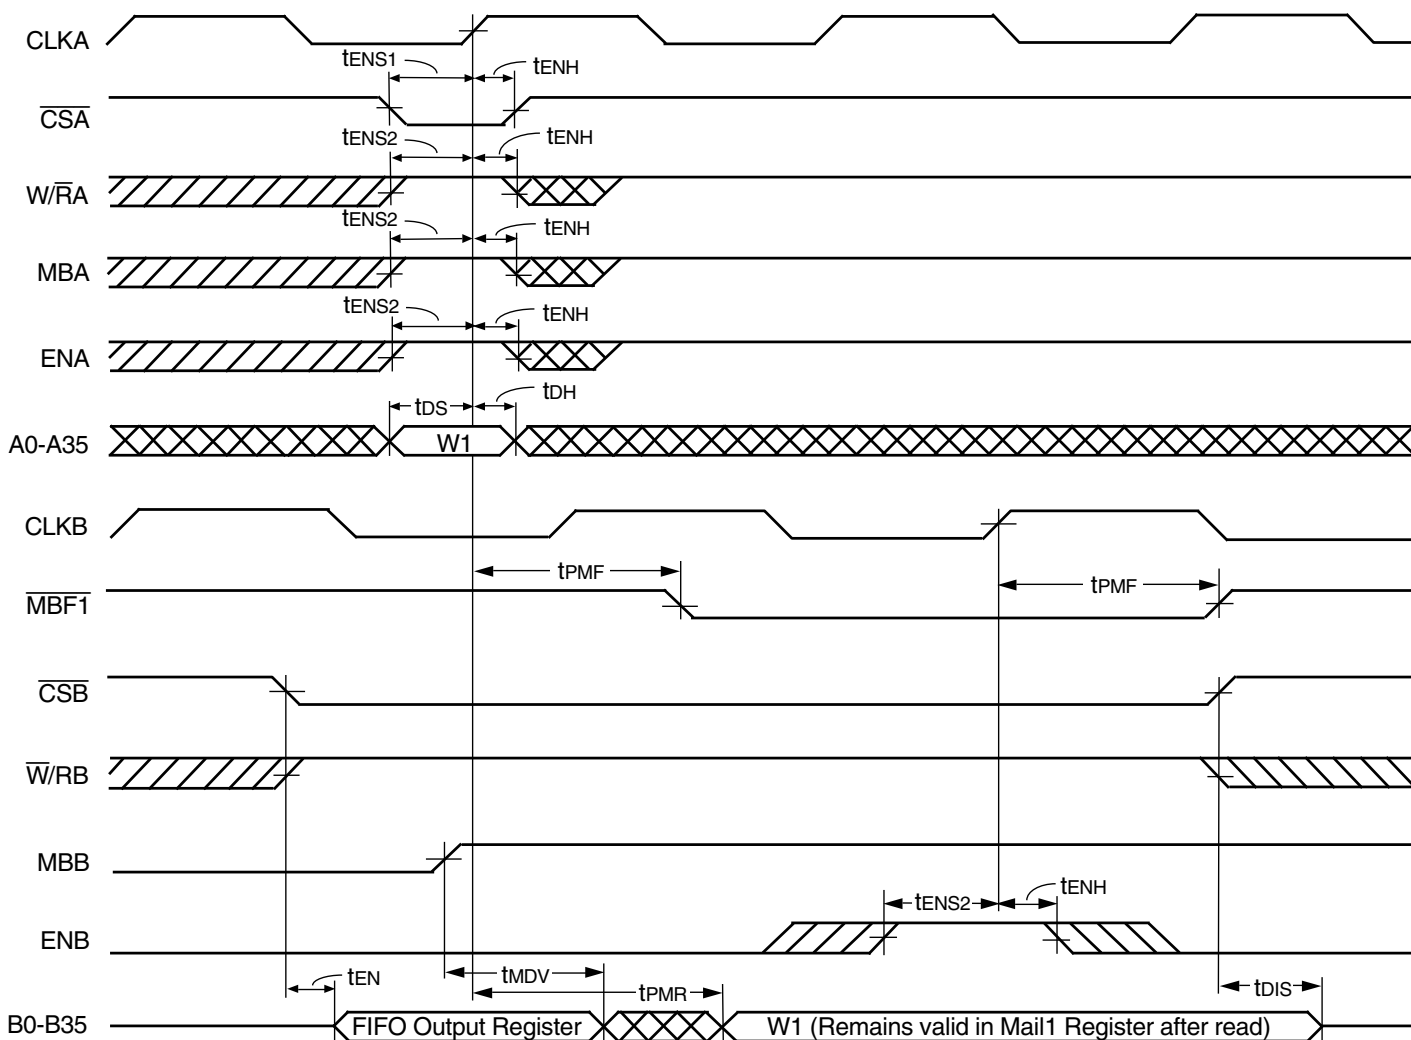 CLKA
tENS1
tENH
CSA
tENS2
tENH
W/RA
tENS2
tENH
MBA
tENS2
tENH
ENA
tDS
tDH
A0-A35
W1
CLKB
tPMF
tPMF
MBF1
CSB
W/RB
MBB
tENS2
tENH
ENB
tEN
tMDV
tPMR
tDIS
B0-B35
FIFO Output Register
W1 (Remains valid in Mail1 Register after read)